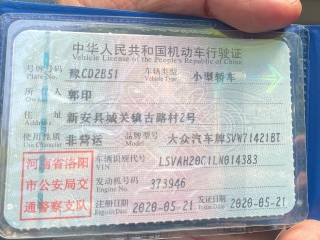 中华人民共和国机动车行驶证
Vehicle License of the People's Republic of China
号牌号码 豫CD2B51 车辆类型 小型轿车
Plate No.
所有人 郭印
住址 新安县城关镇古路村2号
使用性质 非营运 品牌型号 大众汽车牌SVW71421BT
Use Character
河南省洛阳
市公安局交
通警察支队
车辆识别代号 LSVAH20C1LN014383
VIN
发动机号码 373946
Engine No.
注册日期 2020-05-21 发证日期 2020-05-21
Register Date Issue Date